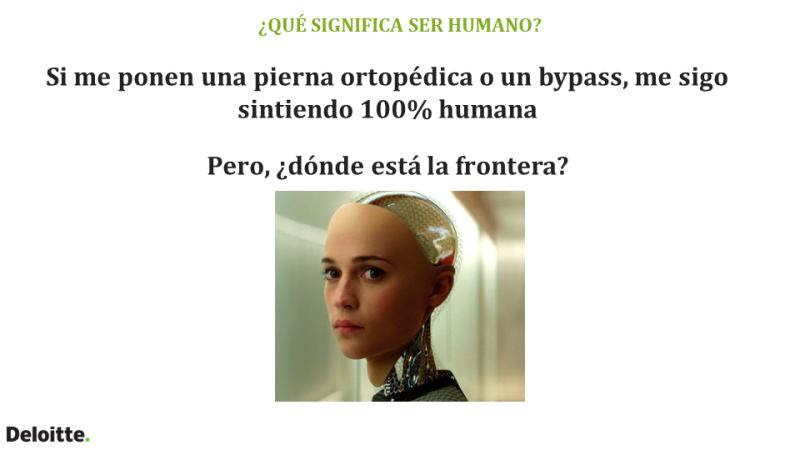 ¿QUÉ SIGNIFICA SER HUMANO?
Si me ponen una pierna ortopédica o un bypass, me sigo
sintiendo 100% humana
Pero, ¿dónde está la frontera?
Deloitte.